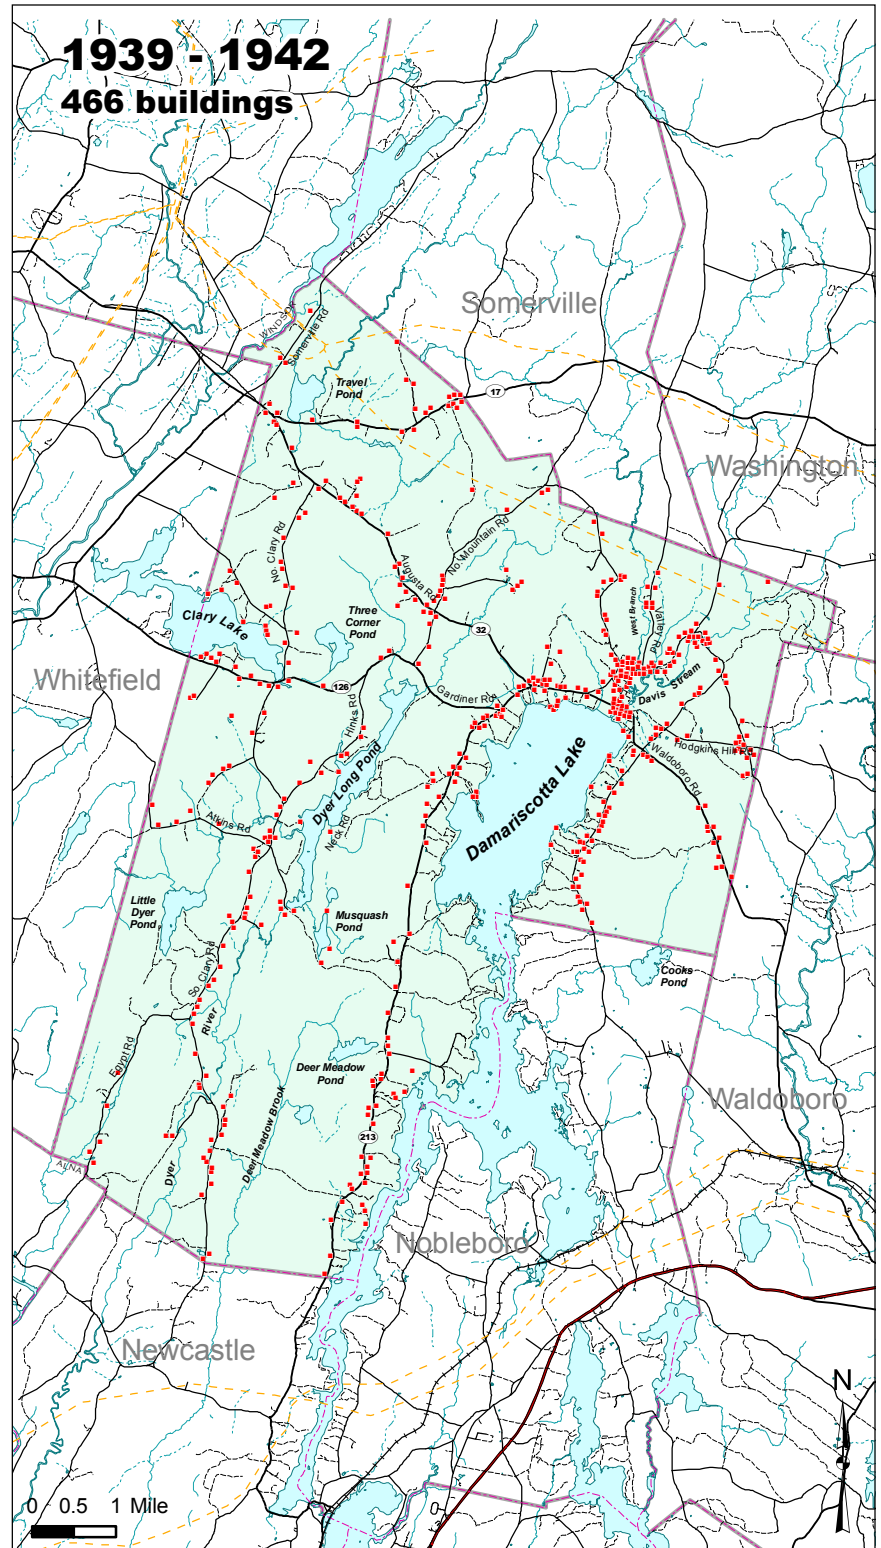 1939 - 1942
466 buildings
Somerville
WINDSOR
Somerville Rd
Travel
Pond
17
Washington
No. Clary Rd
Augusta Rd
No. Mountain Rd
West Branch
Valley Rd
Clary Lake
Three
Corner
Pond
32
Whitefield
126
Gardiner Rd
Davis Stream
Hinks Rd
Hodgkins Hill Rd
Waldoboro Rd
Dyer Long Pond
Damariscotta Lake
Atkins Rd
Neck Rd
Little
Dyer
Pond
Musquash
Pond
So. Clary Rd
Cooks
Pond
River
Egypt Rd
Deer Meadow
Pond
Waldoboro
Deer Meadow Brook
213
ALNA
Dyer
Nobleboro
Newcastle
N
0 0.5 1 Mile